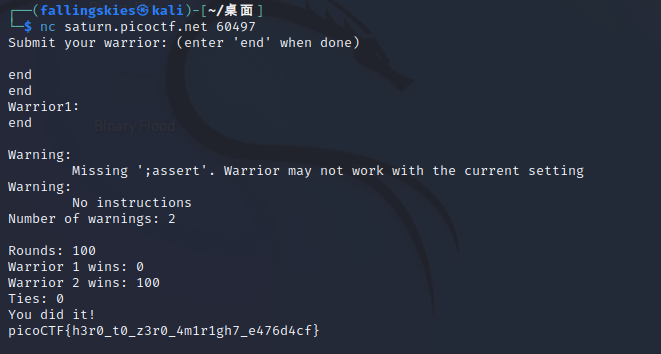 ┌──(fallingskies㉿kali)-[~/桌面]
└─$ nc saturn.picoctf.net 60497
Submit your warrior: (enter 'end' when done)
end
end
Warrior1:
end
Binary Flood
Warning:
Missing ';assert'. Warrior may not work with the current setting
Warning:
No instructions
Number of warnings: 2
Rounds: 100
Warrior 1 wins: 0
Warrior 2 wins: 100
Ties: 0
You did it!
picoCTF{h3r0_t0_z3r0_4m1r1gh7_e476d4cf}